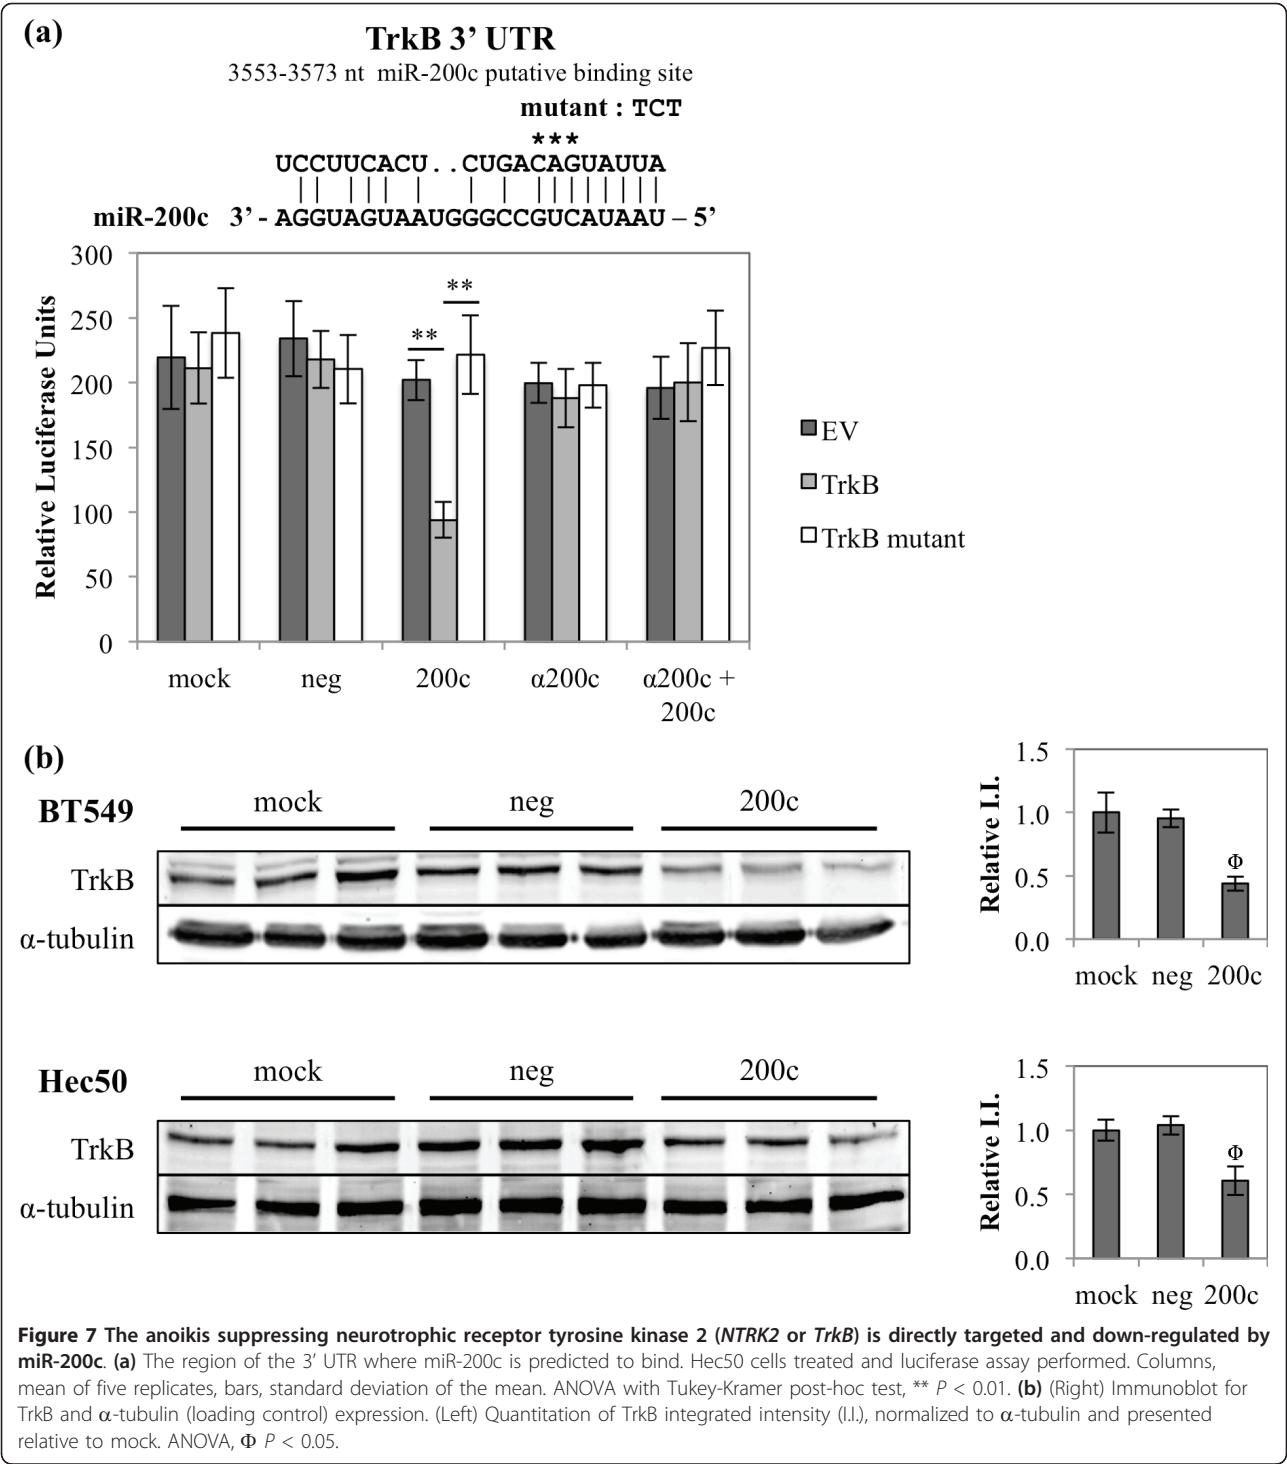 (a)
TrkB 3’ UTR
3553-3573 nt miR-200c putative binding site
mutant : TCT
***
UCCUUCACU..CUGACAGUAUUA
miR-200c 3’ - AGGUAGUAAUGGGCCGUCAUAAU – 5’
Relative Luciferase Units
300
250
200
150
100
50
0
**
**
mock
neg
200c
α200c
α200c + 200c
EV
TrkB
TrkB mutant
(b)
BT549
mock neg 200c
TrkB
α-tubulin
Relative I.I.
1.5
1.0
0.5
0.0
Φ
mock neg 200c
Hec50
mock neg 200c
TrkB
α-tubulin
Relative I.I.
1.5
1.0
0.5
0.0
Φ
mock neg 200c
Figure 7 The anoikis suppressing neurotrophic receptor tyrosine kinase 2 (NTRK2 or TrkB) is directly targeted and down-regulated by
miR-200c. (a) The region of the 3’ UTR where miR-200c is predicted to bind. Hec50 cells treated and luciferase assay performed. Columns,
mean of five replicates, bars, standard deviation of the mean. ANOVA with Tukey-Kramer post-hoc test, ** P < 0.01. (b) (Right) Immunoblot for
TrkB and α-tubulin (loading control) expression. (Left) Quantitation of TrkB integrated intensity (I.I.), normalized to α-tubulin and presented
relative to mock. ANOVA, Φ P < 0.05.